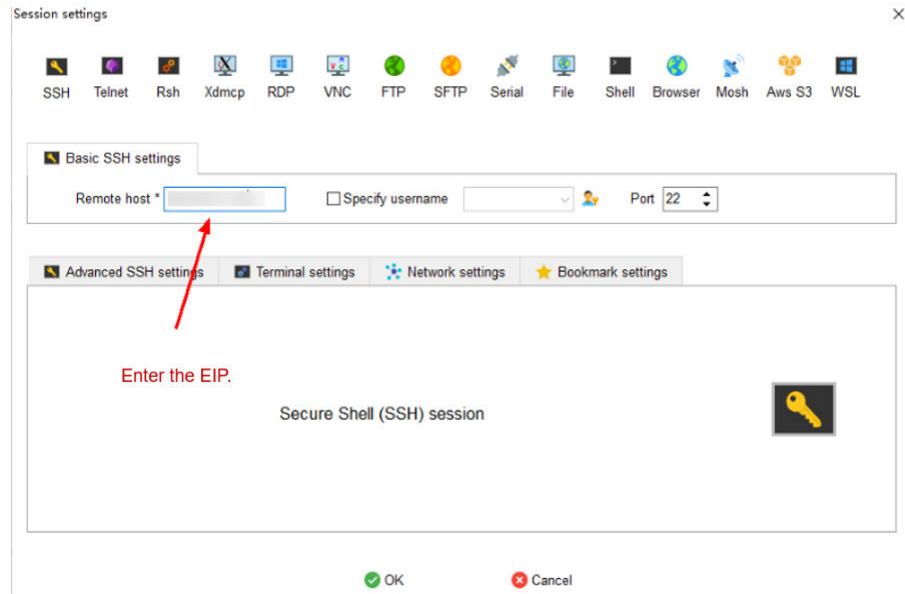 Session settings
SSH Telnet Rsh Xdmcp RDP VNC FTP SFTP Serial File Shell Browser Mosh Aws S3 WSL
Basic SSH settings
Remote host * Specify username Port 22
Advanced SSH settings Terminal settings Network settings Bookmark settings
Enter the EIP.
Secure Shell (SSH) session
OK Cancel